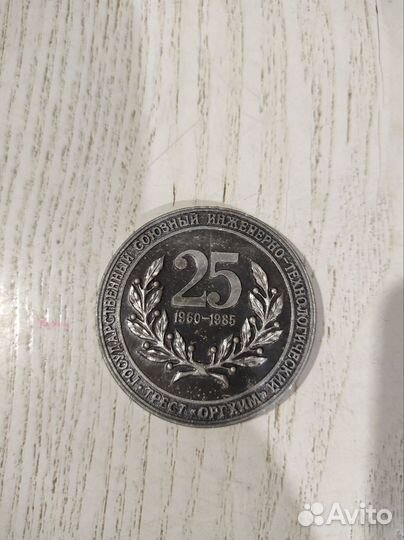 ГОСУДАРСТВЕННЫЙ СОЮЗНЫЙ ИНЖЕНЕРНО-ТЕХНОЛОГИЧЕСКИЙ
ТРЕСТ «ОРГХИМ»
25
1960-1985
Avito